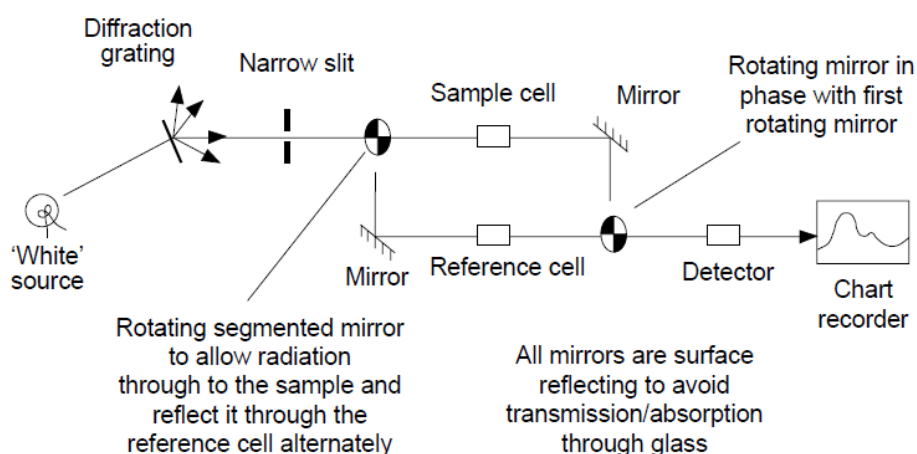 Diffraction
grating
Narrow slit
Sample cell
Mirror
Rotating mirror in
phase with first
rotating mirror
'White'
source
Mirror
Reference cell
Detector
Chart
recorder
Rotating segmented mirror
to allow radiation
through to the sample and
reflect it through the
reference cell alternately
All mirrors are surface
reflecting to avoid
transmission/absorption
through glass